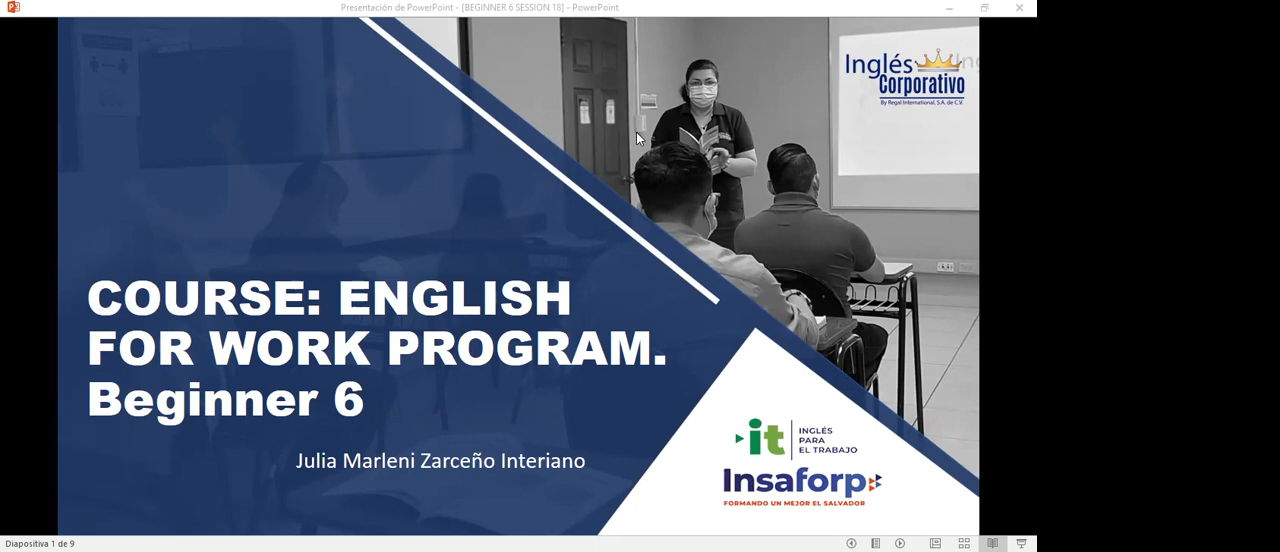 Presentación de PowerPoint - [BEGINNER 6 SESSION 18] - PowerPoint
Inglés
Corporativo
By Regal International, S.A. de C.V.
COURSE: ENGLISH
FOR WORK PROGRAM.
Beginner 6
Julia Marleni Zarceño Interiano
it
INGLÉS
PARA
EL TRABAJO
Insaforp
FORMANDO UN MEJOR EL SALVADOR
Diapositiva 1 de 9